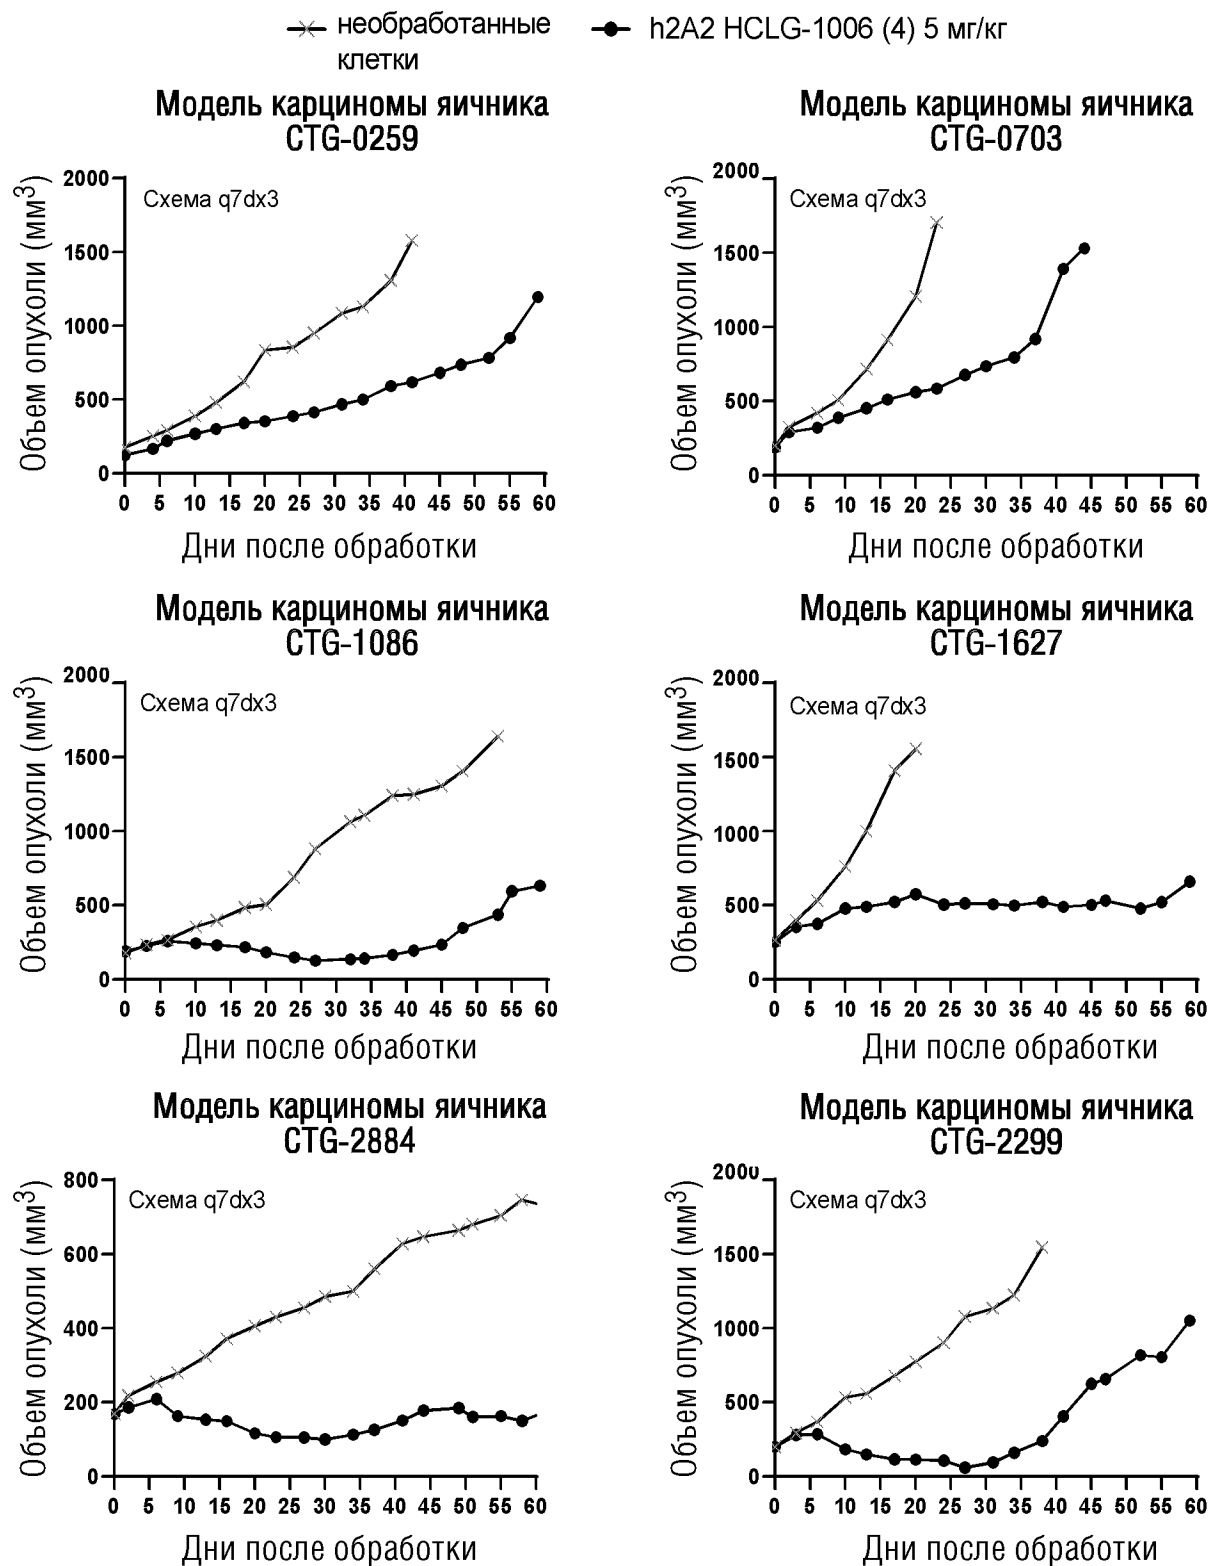 необработанные
клетки
h2A2 HCLG-1006 (4) 5 мг/кг
Модель карциномы яичника
CTG-0259
Схема q7dx3
Объем опухоли (мм³)
2000
1500
1000
500
0
0 5 10 15 20 25 30 35 40 45 50 55 60
Дни после обработки
Модель карциномы яичника
CTG-0703
Схема q7dx3
Объем опухоли (мм³)
2000
1500
1000
500
0
0 5 10 15 20 25 30 35 40 45 50 55 60
Дни после обработки
Модель карциномы яичника
CTG-1086
Схема q7dx3
Объем опухоли (мм³)
2000
1500
1000
500
0
0 5 10 15 20 25 30 35 40 45 50 55 60
Дни после обработки
Модель карциномы яичника
CTG-1627
Схема q7dx3
Объем опухоли (мм³)
2000
1500
1000
500
0
0 5 10 15 20 25 30 35 40 45 50 55 60
Дни после обработки
Модель карциномы яичника
CTG-2884
Схема q7dx3
Объем опухоли (мм³)
800
600
400
200
0
0 5 10 15 20 25 30 35 40 45 50 55 60
Дни после обработки
Модель карциномы яичника
CTG-2299
Схема q7dx3
Объем опухоли (мм³)
2000
1500
1000
500
0
0 5 10 15 20 25 30 35 40 45 50 55 60
Дни после обработки